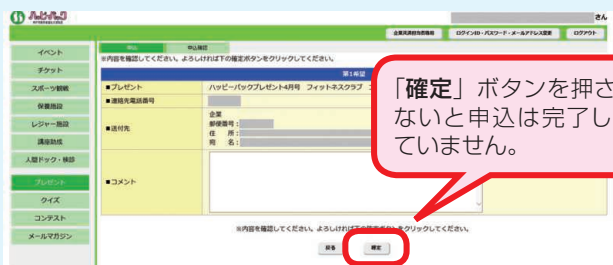 ハッピーパック
さん
企業共済担当者専用
ログインID・パスワード・メールアドレス変更
ログアウト
申込
申込確認
※内容を確認してください。よろしければ下の確定ボタンをクリックしてください。
第1希望
イベント
チケット
スポーツ観戦
保養施設
レジャー施設
講座助成
人間ドック・検診
プレゼント
クイズ
コンテスト
メールマガジン
■プレゼント
ハッピーパックプレゼント4月号 フィットネスクラブ
■連絡先電話番号
■送付先
企業
郵便番号:
住 所:
宛 名:
■コメント
「確定」ボタンを押さ
ないと申込は完了し
ていません。
※内容を確認してください。よろしければ下の確定ボタンをクリックしてください。
戻る
確定